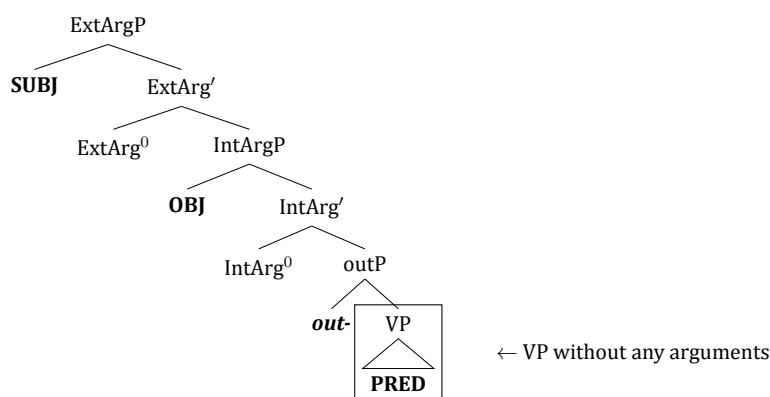 ExtArgP
SUBJ ExtArg′
ExtArg⁰ IntArgP
OBJ IntArg′
IntArg⁰ outP
out- VP
← VP without any arguments
PRED